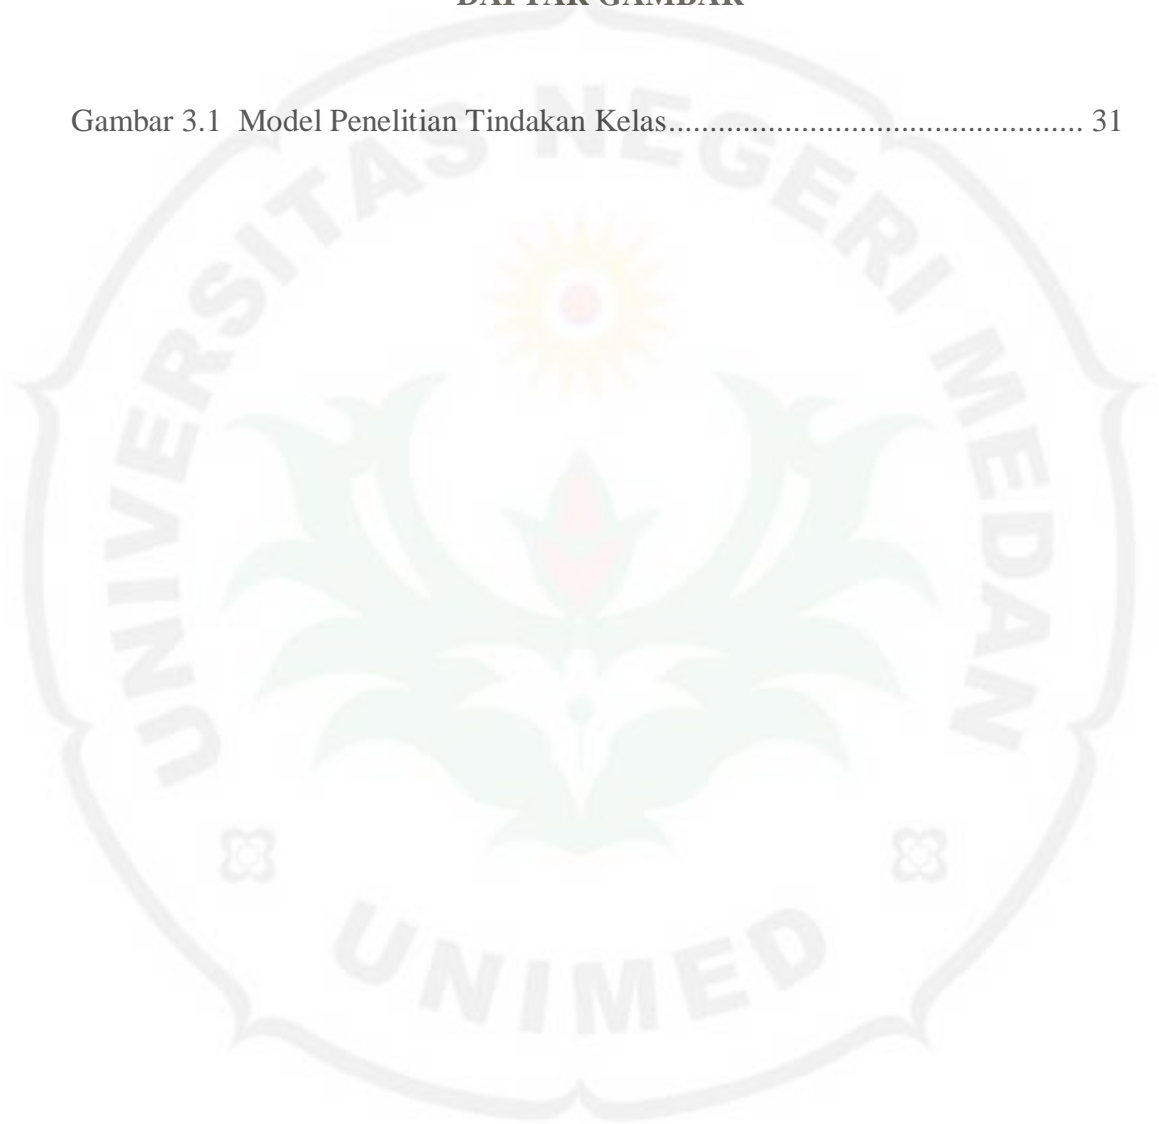 DAFTAR GAMBAR
Gambar 3.1 Model Penelitian Tindakan Kelas.................................................. 31
UNIVERSITAS NEGERI MEDAN
UNIMED